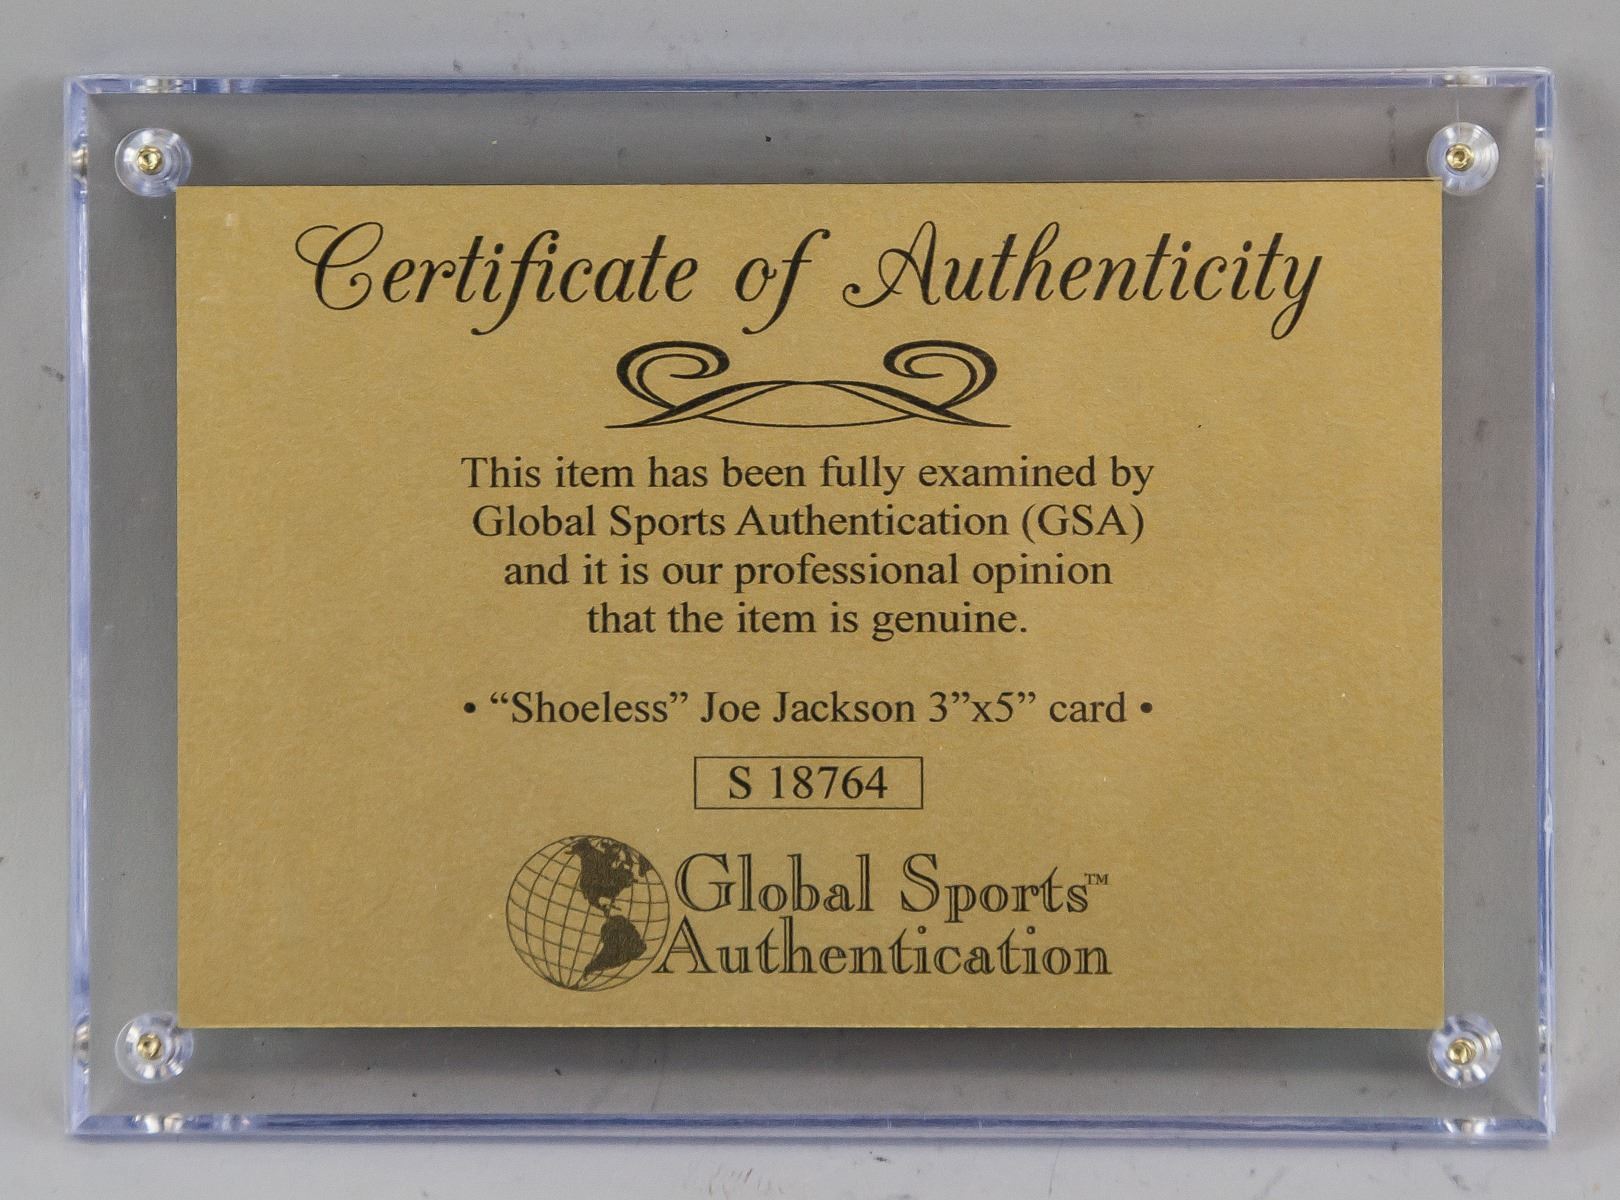 Certificate of Authenticity
This item has been fully examined by
Global Sports Authentication (GSA)
and it is our professional opinion
that the item is genuine.
• “Shoeless” Joe Jackson 3”x5” card •
S 18764
Global Sports™
Authentication